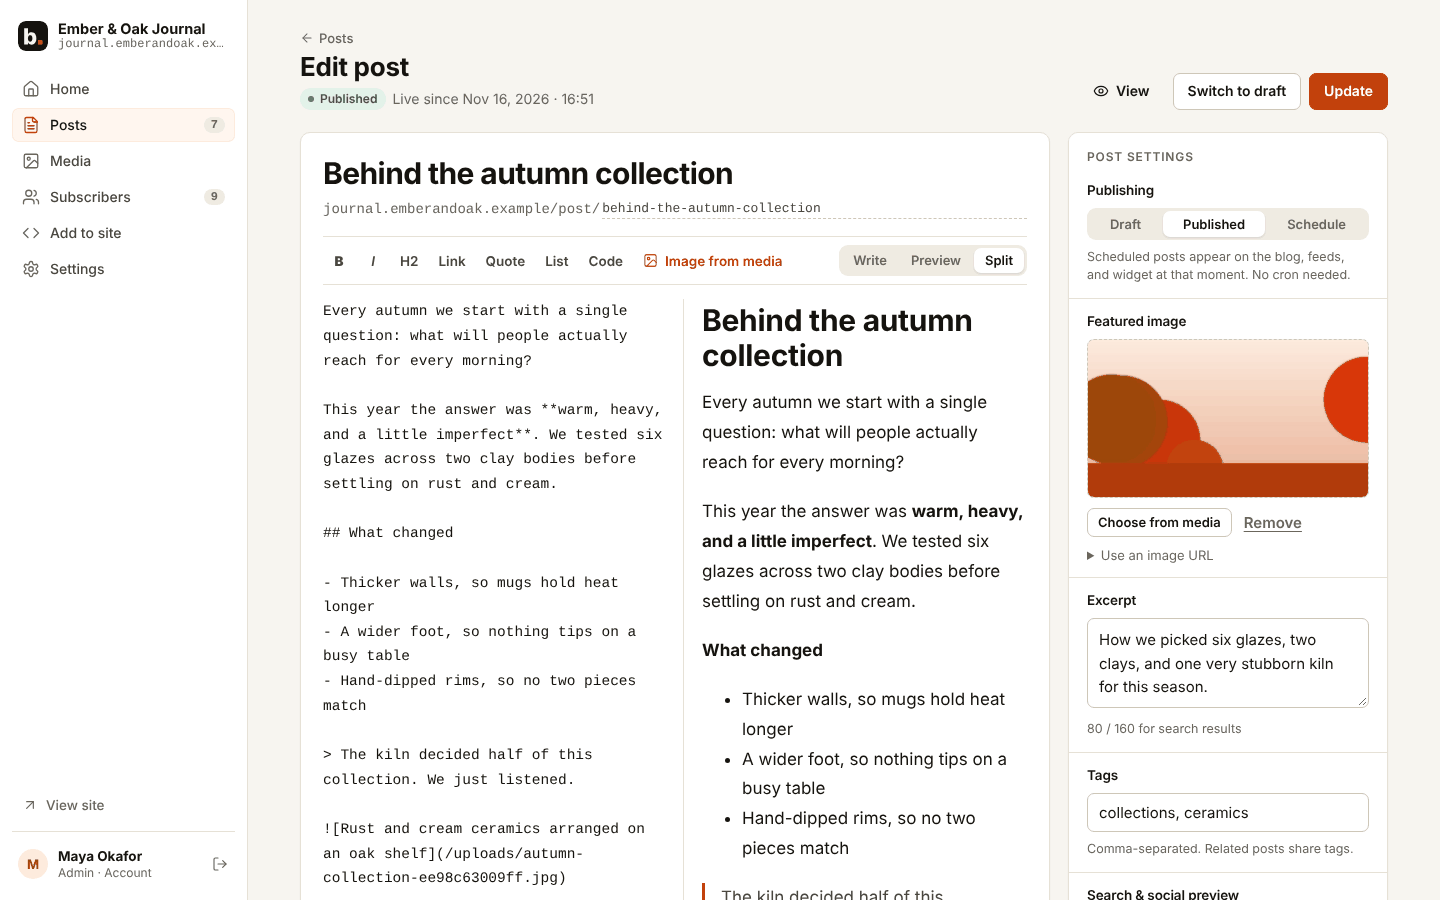 b.
Ember & Oak Journal
journal.emberandoak.ex…
Home
Posts
7
Media
Subscribers
9
Add to site
Settings
View site
M
Maya Okafor
Admin · Account
Posts
Edit post
Published
Live since Nov 16, 2026 · 16:51
View
Switch to draft
Update
Behind the autumn collection
journal.emberandoak.example/post/behind-the-autumn-collection
B
I
H2
Link
Quote
List
Code
Image from media
Write
Preview
Split
Every autumn we start with a single
question: what will people actually
reach for every morning?
This year the answer was **warm, heavy,
and a little imperfect**. We tested six
glazes across two clay bodies before
settling on rust and cream.
## What changed
- Thicker walls, so mugs hold heat
longer
- A wider foot, so nothing tips on a
busy table
- Hand-dipped rims, so no two pieces
match
> The kiln decided half of this
collection. We just listened.
![Rust and cream ceramics arranged on
an oak shelf](/uploads/autumn-
collection-ee98c63009ff.jpg)
Behind the autumn
collection
Every autumn we start with a single
question: what will people actually
reach for every morning?
This year the answer was warm, heavy,
and a little imperfect. We tested six
glazes across two clay bodies before
settling on rust and cream.
What changed
• Thicker walls, so mugs hold heat
longer
• A wider foot, so nothing tips on a
busy table
• Hand-dipped rims, so no two
pieces match
The kiln decided half of this
POST SETTINGS
Publishing
Draft
Published
Schedule
Scheduled posts appear on the blog, feeds,
and widget at that moment. No cron needed.
Featured image
Choose from media
Remove
Use an image URL
Excerpt
How we picked six glazes, two
clays, and one very stubborn kiln
for this season.
80 / 160 for search results
Tags
collections, ceramics
Comma-separated. Related posts share tags.
Search & social preview